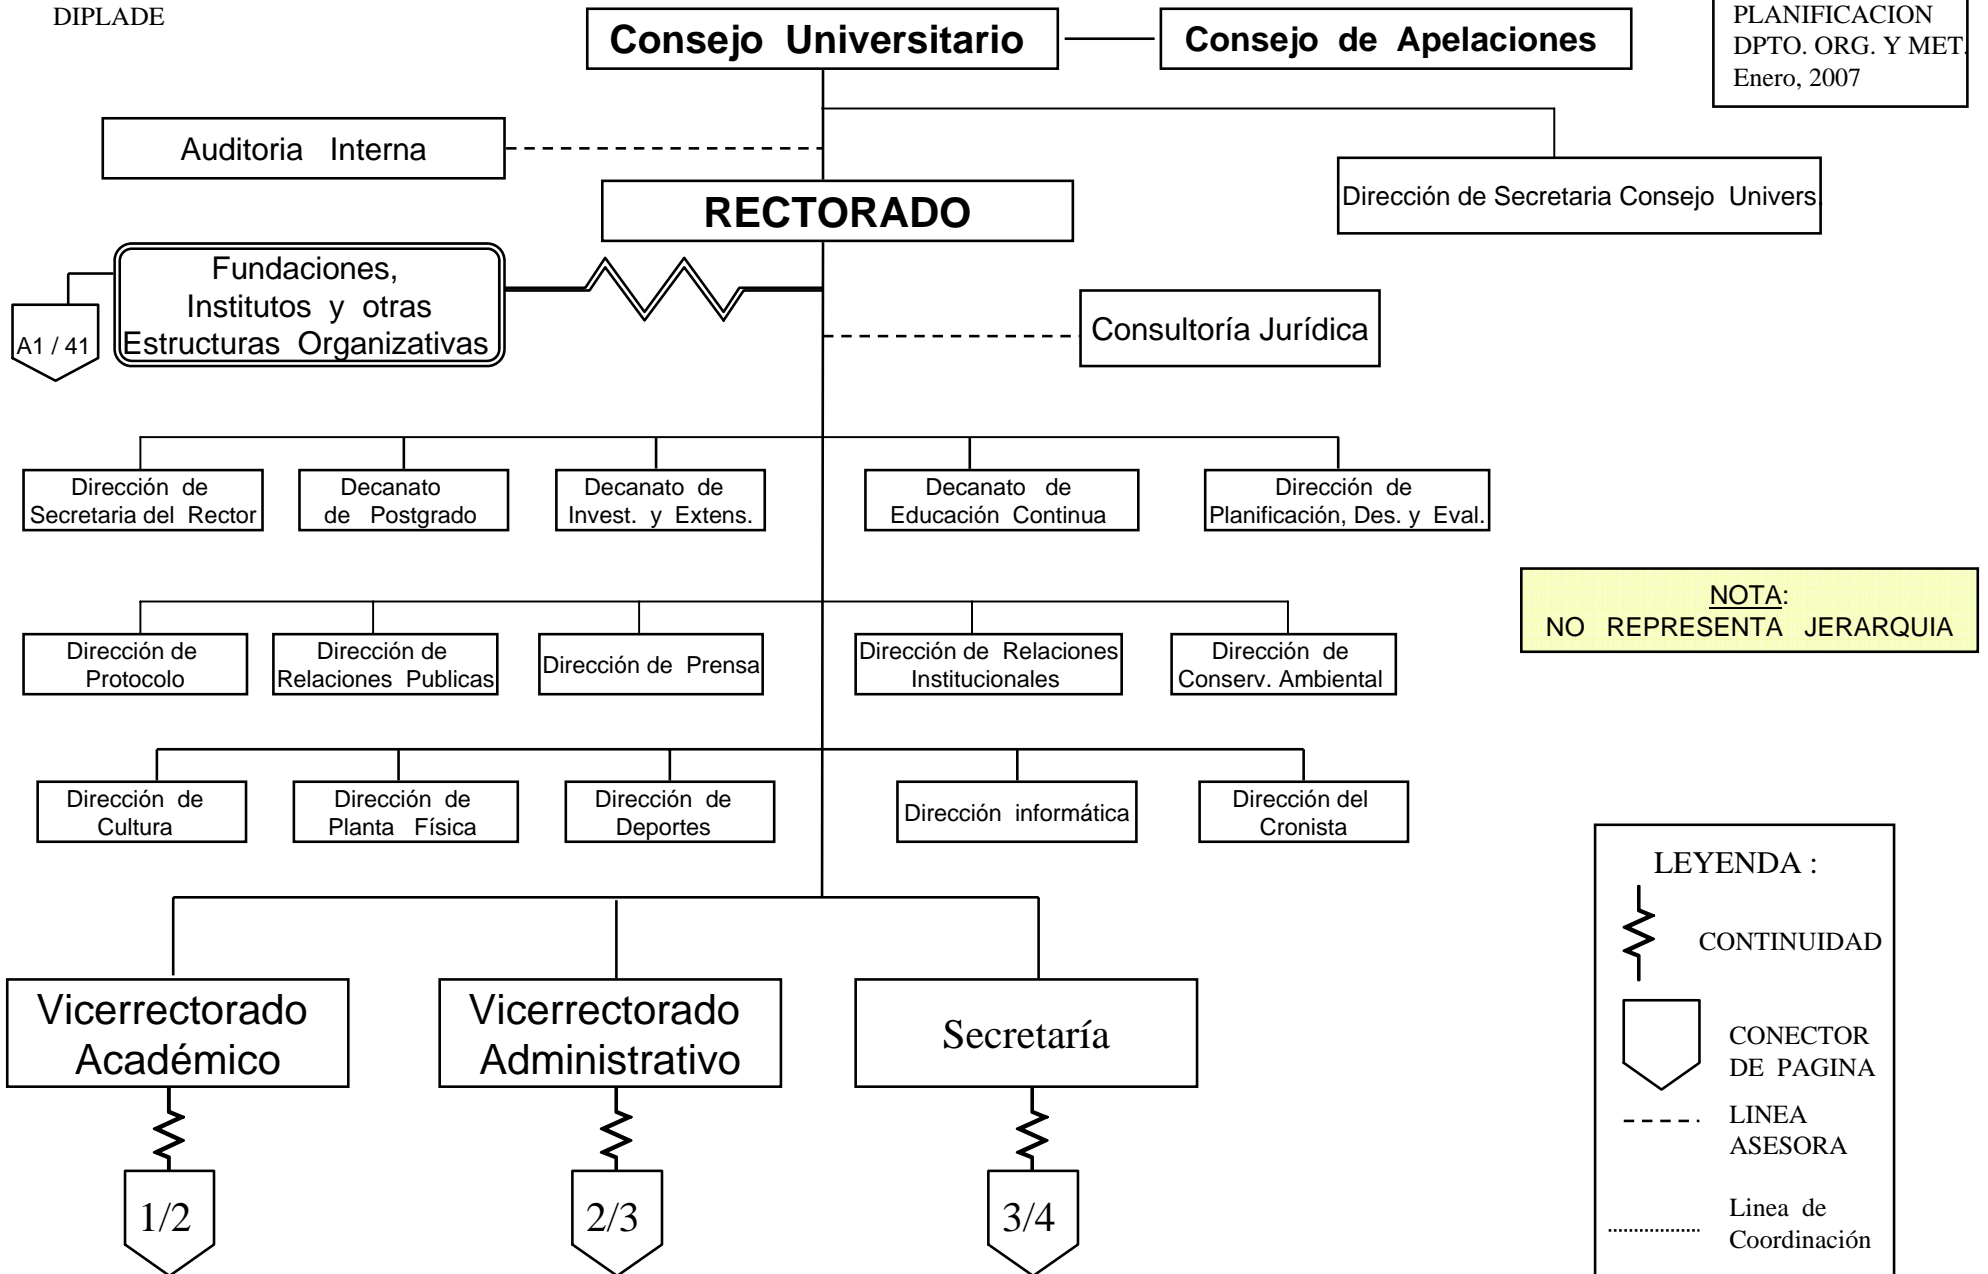 DIPLADE
Consejo Universitario
Consejo de Apelaciones
PLANIFICACION
DPTO. ORG. Y MET.
Enero, 2007
Auditoria Interna
Dirección de Secretaria Consejo Univers.
RECTORADO
Fundaciones,
Institutos y otras
Estructuras Organizativas
A1 / 41
Consultoría Jurídica
Dirección de
Secretaria del Rector
Decanato
de Postgrado
Decanato de
Invest. y Extens.
Decanato de
Educación Continua
Dirección de
Planificación, Des. y Eval.
NOTA:
NO REPRESENTA JERARQUIA
Dirección de
Protocolo
Dirección de
Relaciones Publicas
Dirección de Prensa
Dirección de Relaciones
Institucionales
Dirección de
Conserv. Ambiental
Dirección de
Cultura
Dirección de
Planta Física
Dirección de
Deportes
Dirección informática
Dirección del
Cronista
Vicerrectorado
Académico
Vicerrectorado
Administrativo
Secretaría
1/2
2/3
3/4
LEYENDA :
CONTINUIDAD
CONECTOR
DE PAGINA
LINEA
ASESORA
Linea de
Coordinación